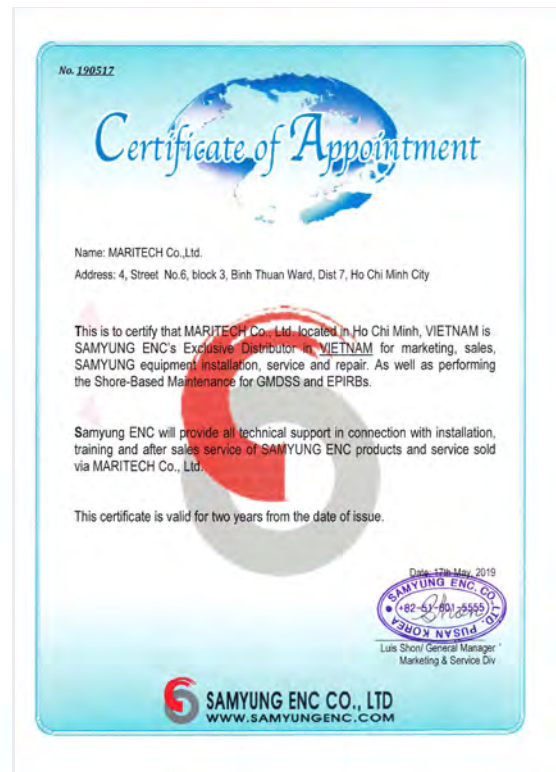 No. 190517
Certificate of Appointment
Name: MARITECH Co.,Ltd.
Address: 4, Street No.6, block 3, Binh Thuan Ward, Dist 7, Ho Chi Minh City
This is to certify that MARITECH Co., Ltd. located in Ho Chi Minh, VIETNAM is
SAMYUNG ENC's Exclusive Distributor in VIETNAM for marketing, sales,
SAMYUNG equipment installation, service and repair. As well as performing
the Shore-Based Maintenance for GMDSS and EPIRBs.
Samyung ENC will provide all technical support in connection with installation,
training and after sales service of SAMYUNG ENC products and service sold
via MARITECH Co., Ltd.
This certificate is valid for two years from the date of issue.
Date: 17th May, 2019
SAMYUNG ENC. CO., LTD.
+82-51-601-5555
PUSAN KOREA
Luis Shon/ General Manager
Marketing & Service Div
SAMYUNG ENC CO., LTD
WWW.SAMYUNGENC.COM